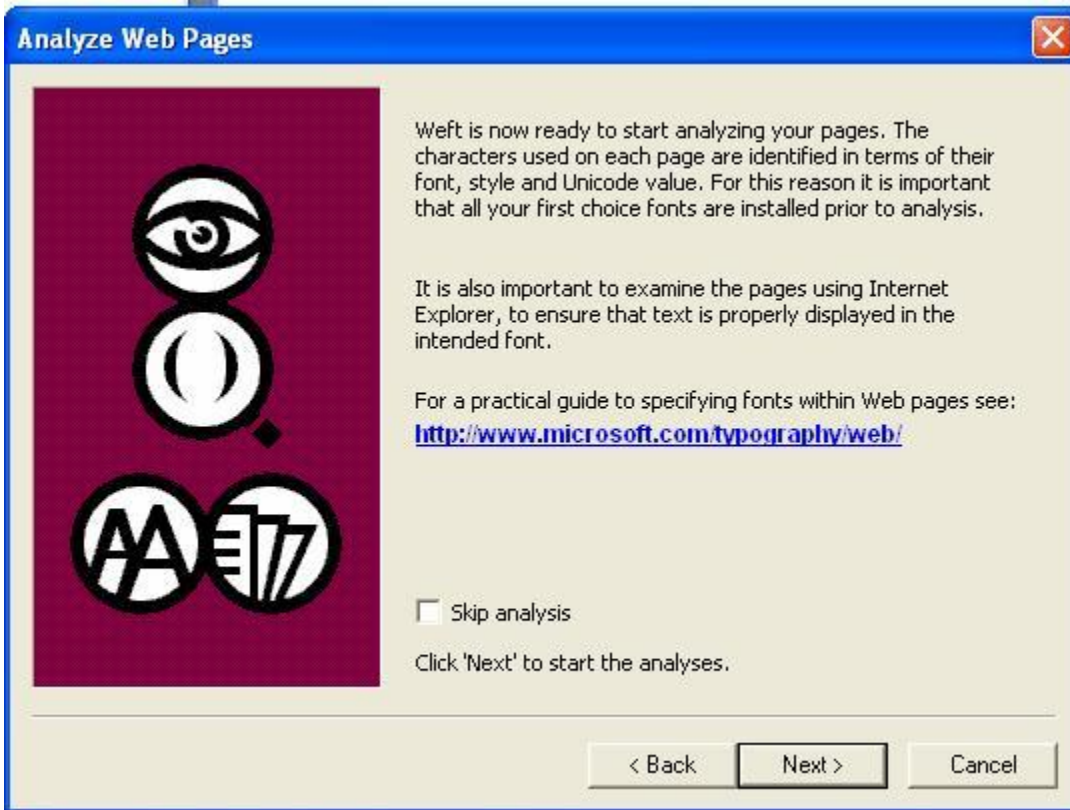 Analyze Web Pages
Weft is now ready to start analyzing your pages. The
characters used on each page are identified in terms of their
font, style and Unicode value. For this reason it is important
that all your first choice fonts are installed prior to analysis.
It is also important to examine the pages using Internet
Explorer, to ensure that text is properly displayed in the
intended font.
For a practical guide to specifying fonts within Web pages see:
http://www.microsoft.com/typography/web/
Skip analysis
Click 'Next' to start the analyses.
< Back
Next >
Cancel